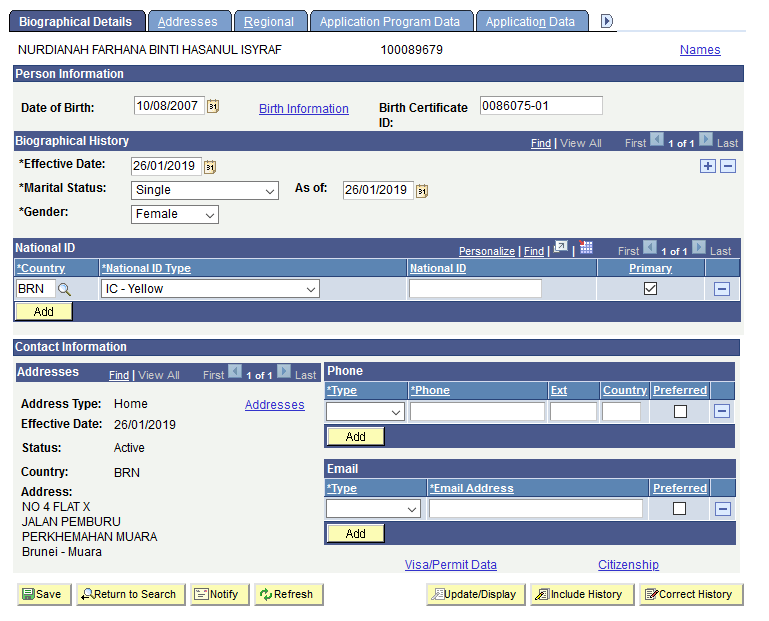 Biographical Details Addresses Regional Application Program Data Application Data
NURDIANAH FARHANA BINTI HASANUL ISYRAF 100089679 Names
Person Information
Date of Birth: 10/08/2007 31 Birth Information Birth Certificate ID: 0086075-01
Biographical History Find | View All First 1 of 1 Last
*Effective Date: 26/01/2019 31
*Marital Status: Single As of: 26/01/2019 31
*Gender: Female
National ID Personalize | Find | | First 1 of 1 Last
*Country *National ID Type National ID Primary
BRN IC - Yellow
Add
Contact Information
Addresses Find | View All First 1 of 1 Last
Address Type: Home Addresses
Effective Date: 26/01/2019
Status: Active
Country: BRN
Address:
NO 4 FLAT X
JALAN PEMBURU
PERKHEMAHAN MUARA
Brunei - Muara
Phone
*Type *Phone Ext Country Preferred
Add
Email
*Type *Email Address Preferred
Add
Visa/Permit Data Citizenship
Save Return to Search Notify Refresh Update/Display Include History Correct History